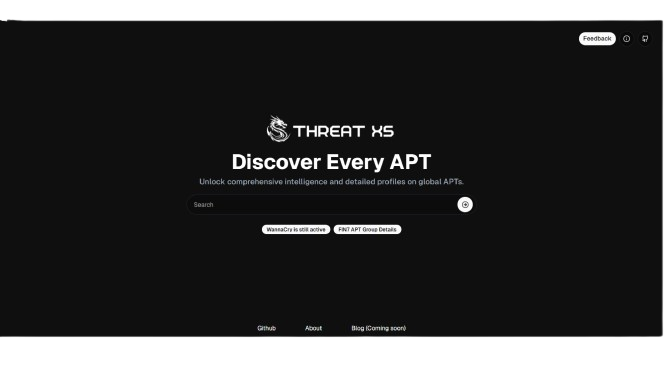 Feedback
THREAT X5
Discover Every APT
Unlock comprehensive intelligence and detailed profiles on global APTs.
Search
WannaCry is still active FIN7 APT Group Details
Github About Blog (Coming soon)